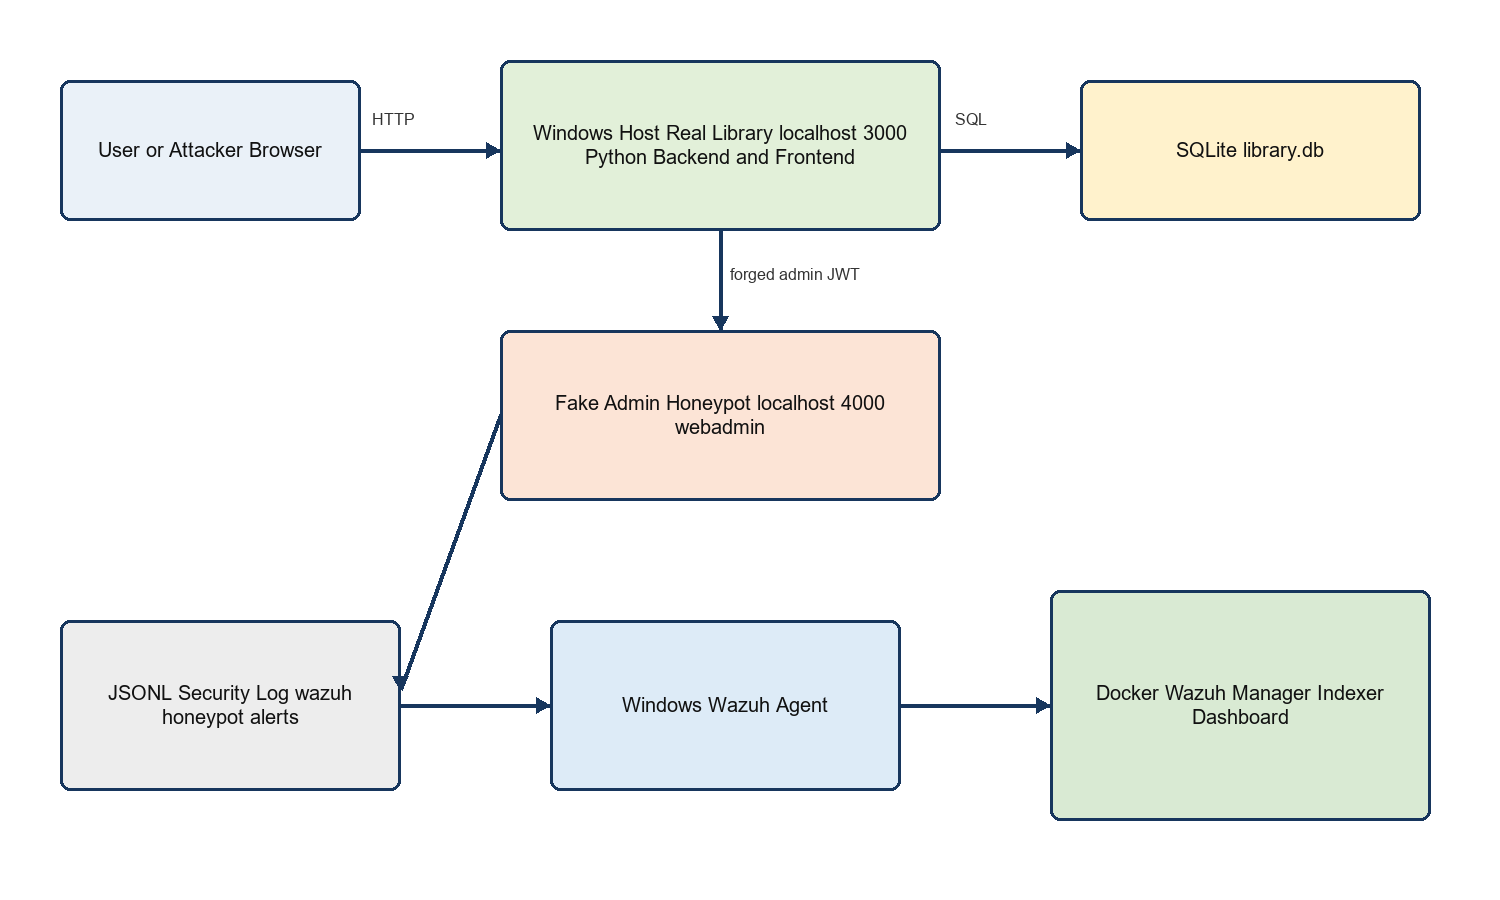 User or Attacker Browser
HTTP
Windows Host Real Library localhost 3000
Python Backend and Frontend
SQL
SQLite library.db
forged admin JWT
Fake Admin Honeypot localhost 4000
webadmin
JSONL Security Log wazuh
honeypot alerts
Windows Wazuh Agent
Docker Wazuh Manager Indexer
Dashboard